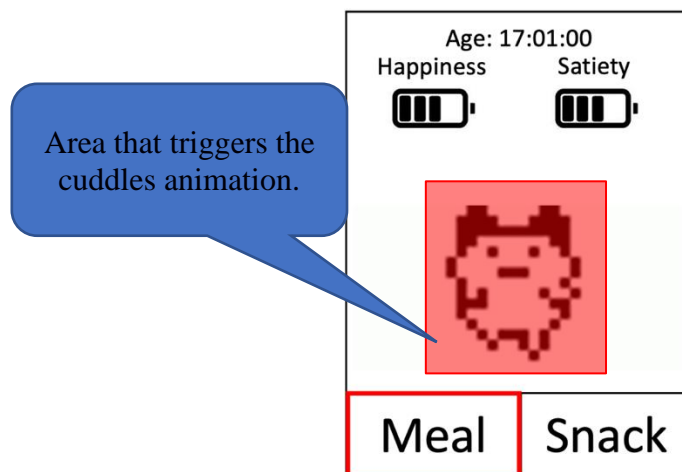 Age: 17:01:00
Happiness Satiety
Area that triggers the
cuddles animation.
Meal Snack